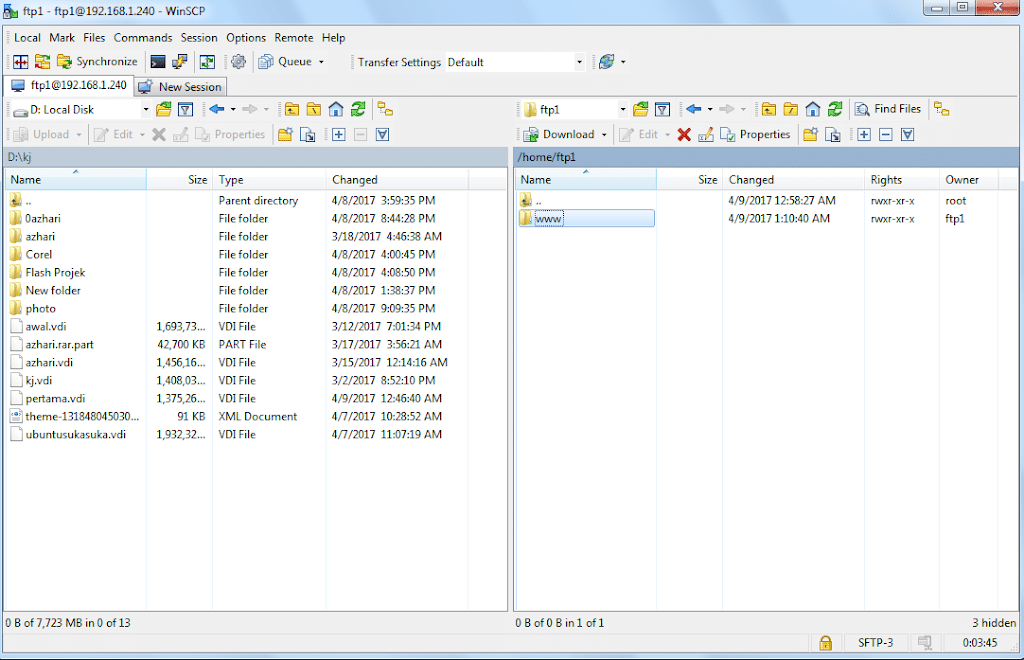 ftp1 - ftp1@192.168.1.240 - WinSCP
Local Mark Files Commands Session Options Remote Help
Synchronize Queue Transfer Settings Default
ftp1@192.168.1.240 New Session
D: Local Disk
Upload Edit Properties
D:\kj
Name Size Type Changed
.. Parent directory 4/8/2017 3:59:35 PM
0azhari File folder 4/8/2017 8:44:28 PM
azhari File folder 3/18/2017 4:46:38 AM
Corel File folder 4/8/2017 4:00:45 PM
Flash Projek File folder 4/8/2017 4:08:50 PM
New folder File folder 4/8/2017 1:38:37 PM
photo File folder 4/8/2017 9:09:35 PM
awal.vdi 1,693,73... VDI File 3/12/2017 7:01:34 PM
azhari.rar.part 42,700 KB PART File 3/17/2017 3:56:21 AM
azhari.vdi 1,456,16... VDI File 3/15/2017 12:14:16 AM
kj.vdi 1,408,03... VDI File 3/2/2017 8:52:10 PM
pertama.vdi 1,375,26... VDI File 4/9/2017 12:46:40 AM
theme-131848045030... 91 KB XML Document 4/7/2017 10:28:52 AM
ubuntusukasuka.vdi 1,932,32... VDI File 4/7/2017 11:07:19 AM
0 B of 7,723 MB in 0 of 13
ftp1 Find Files
Download Edit Properties
/home/ftp1
Name Size Changed Rights Owner
.. 4/9/2017 12:58:27 AM rwxr-xr-x root
www 4/9/2017 1:10:40 AM rwxr-xr-x ftp1
0 B of 0 B in 1 of 1 3 hidden
SFTP-3 0:03:45